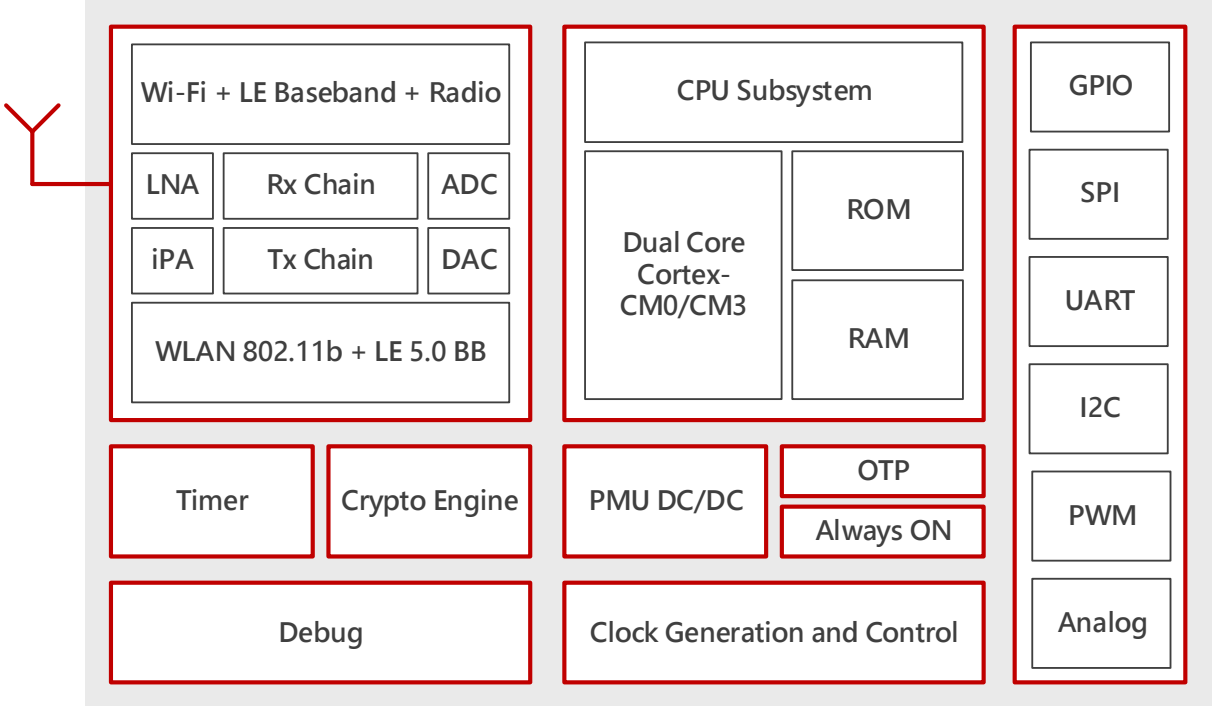 Wi-Fi + LE Baseband + Radio
LNA
Rx Chain
ADC
iPA
Tx Chain
DAC
WLAN 802.11b + LE 5.0 BB
CPU Subsystem
Dual Core
Cortex-
CM0/CM3
ROM
RAM
GPIO
SPI
UART
I2C
PWM
Analog
Timer
Crypto Engine
PMU DC/DC
OTP
Always ON
Debug
Clock Generation and Control